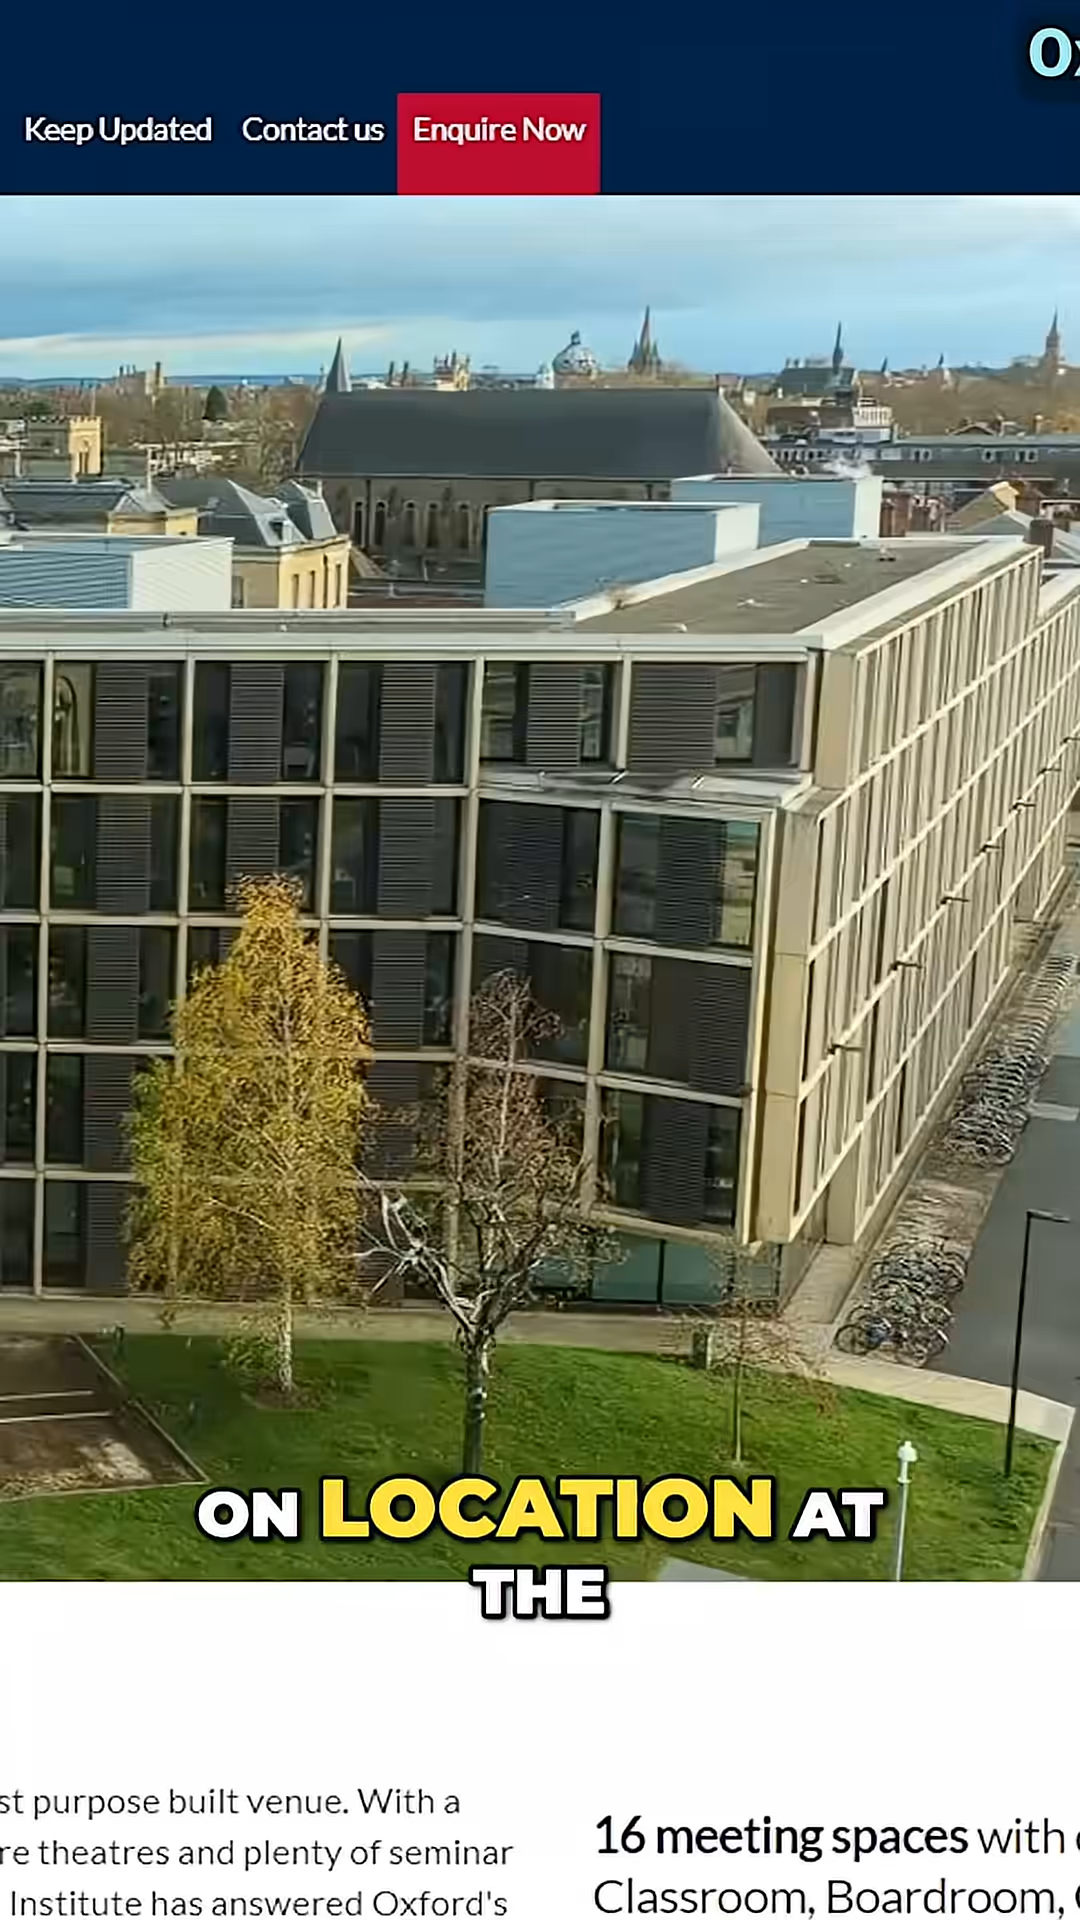 Keep Updated Contact us Enquire Now
ON LOCATION AT
THE
st purpose built venue. With a
re theatres and plenty of seminar
Institute has answered Oxford's
16 meeting spaces with
Classroom, Boardroom,